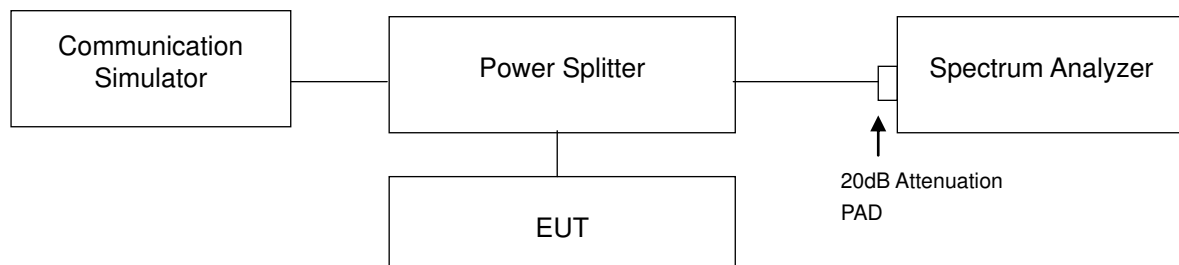 Communication
Simulator
Power Splitter
Spectrum Analyzer
20dB Attenuation
PAD
EUT